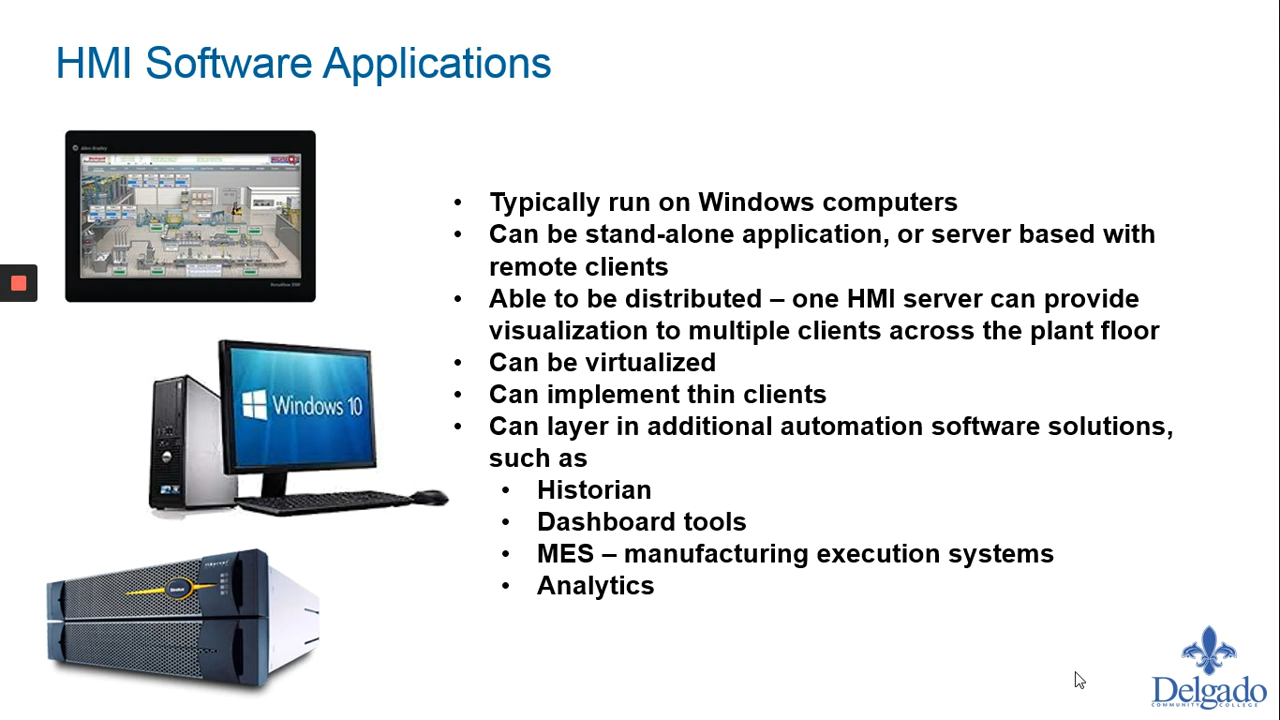 HMI Software Applications
Allen-Bradley
Windows 10
Typically run on Windows computers
Can be stand-alone application, or server based with
remote clients
Able to be distributed – one HMI server can provide
visualization to multiple clients across the plant floor
Can be virtualized
Can implement thin clients
Can layer in additional automation software solutions,
such as
Historian
Dashboard tools
MES – manufacturing execution systems
Analytics
Delgado
COMMUNITY COLLEGE